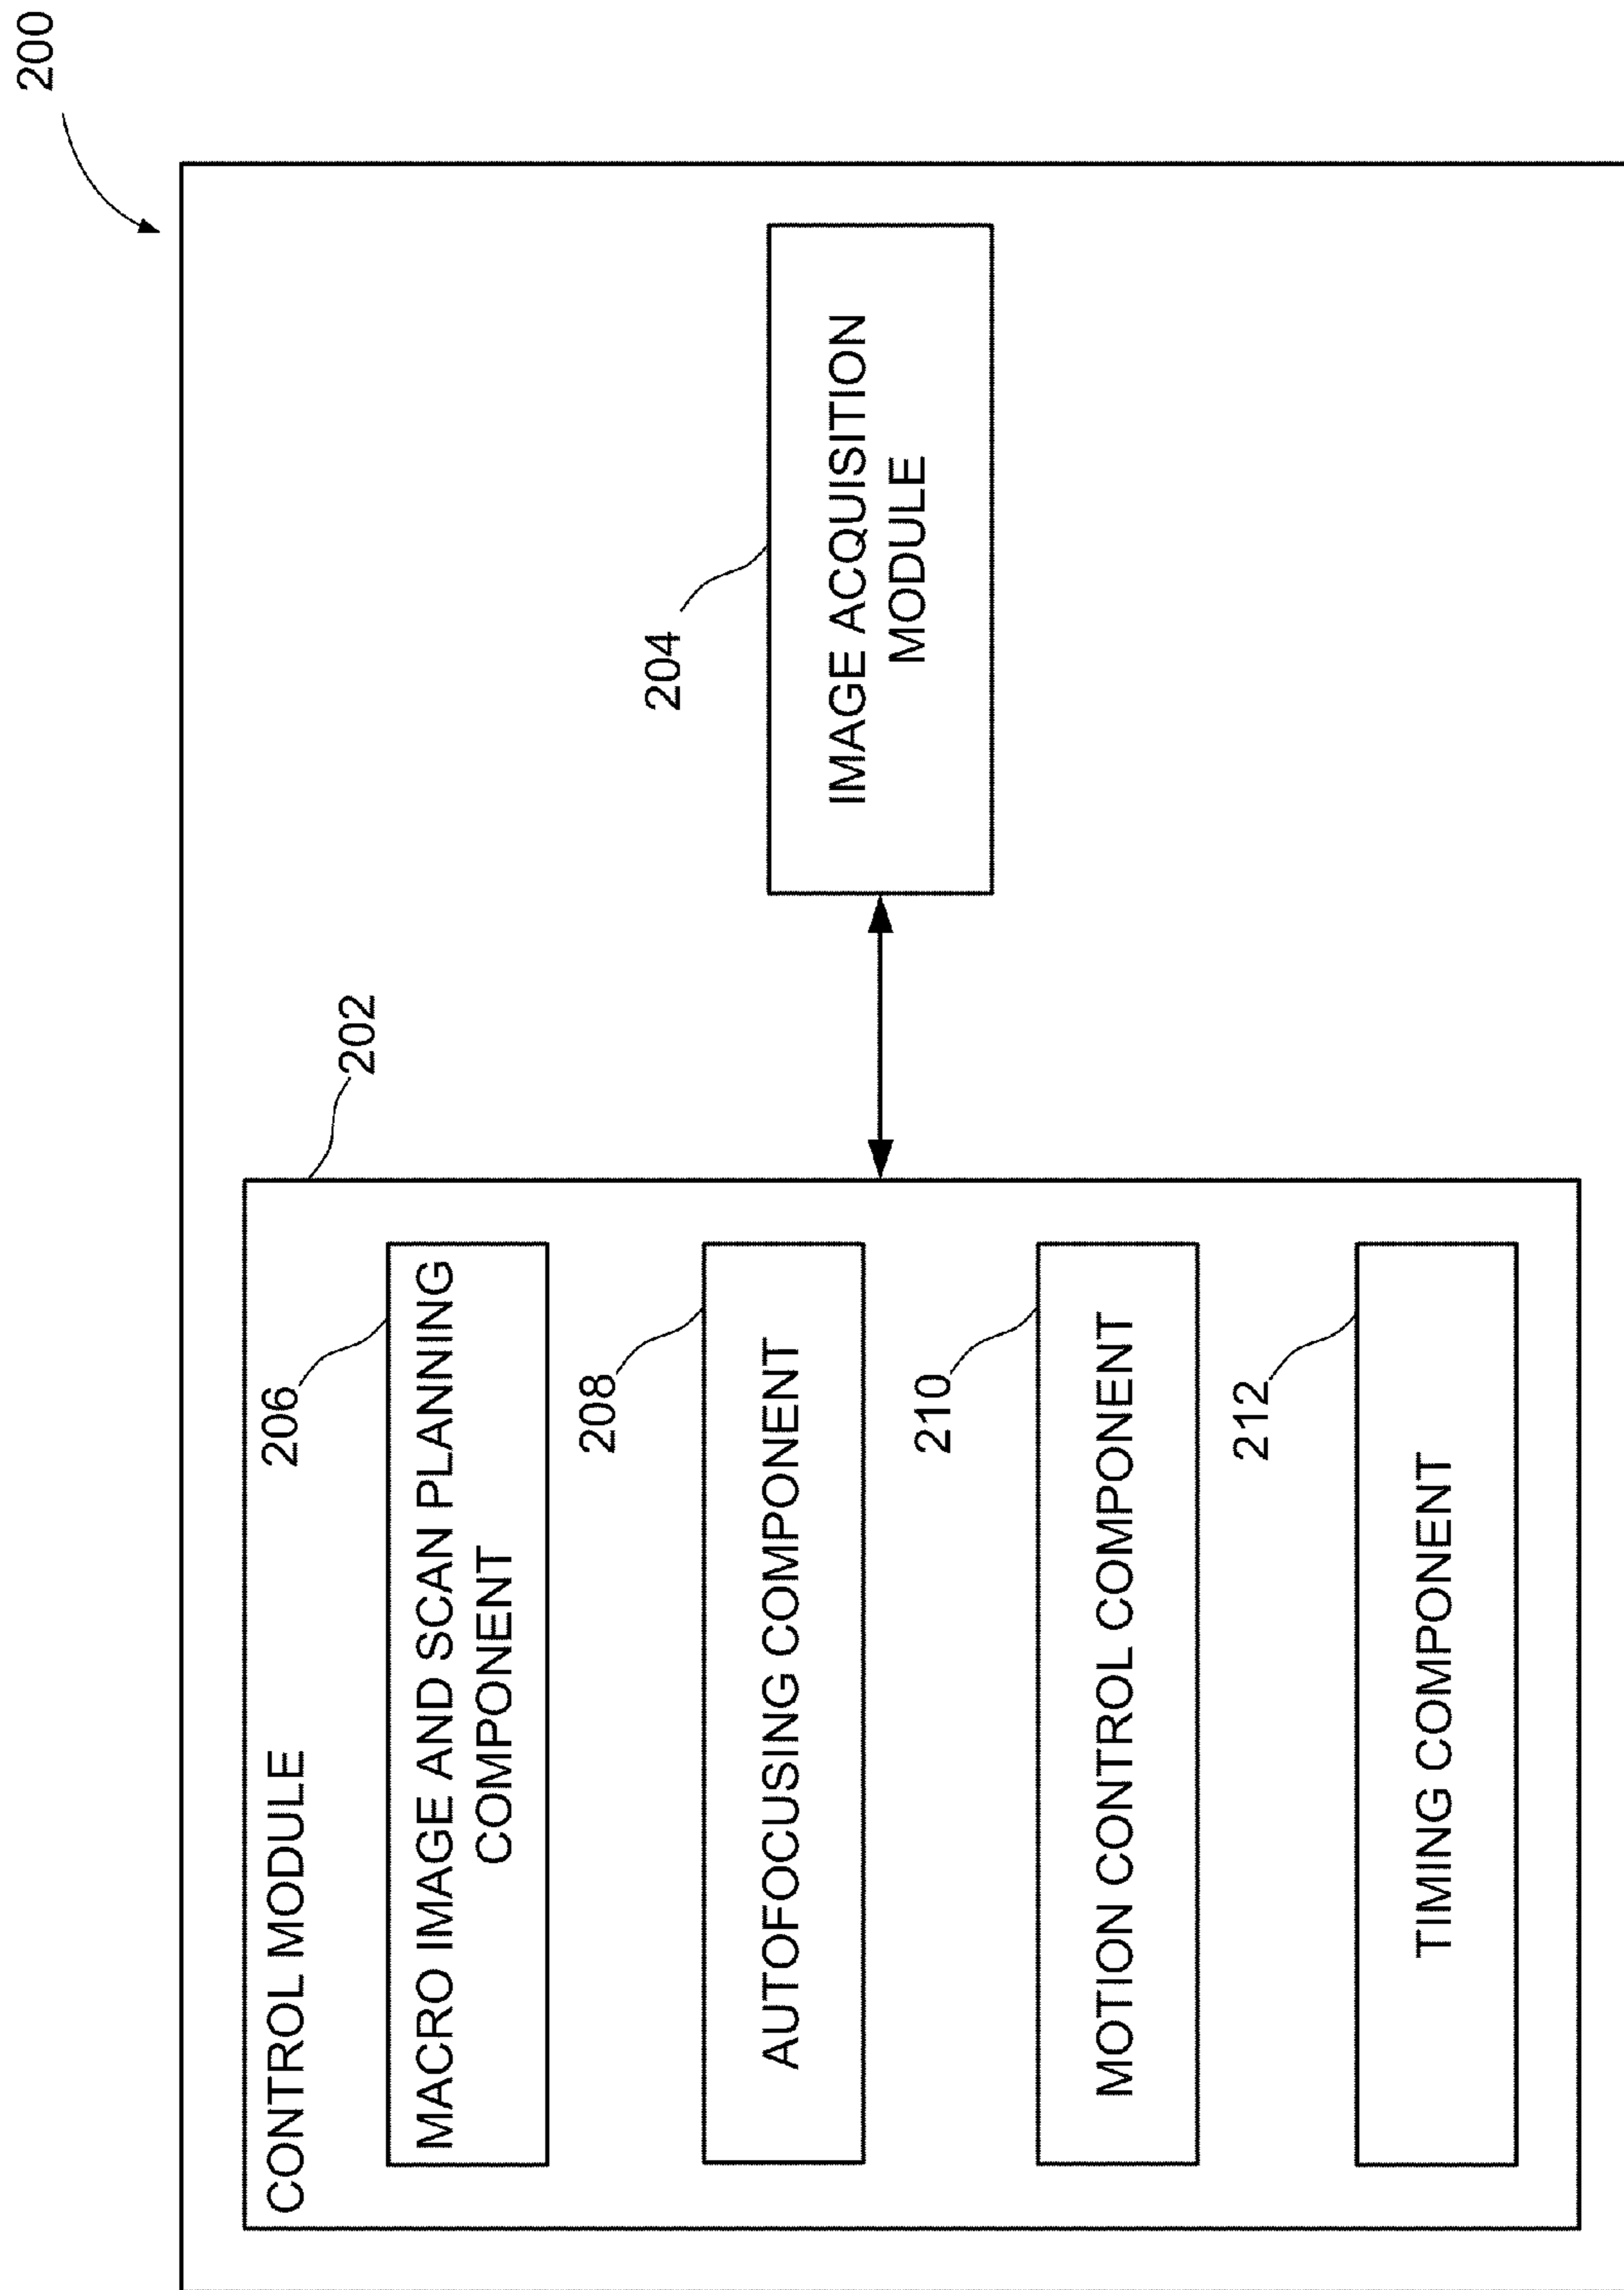 200
CONTROL MODULE
202
206
MACRO IMAGE AND SCAN PLANNING
COMPONENT
208
AUTOFOCUSING COMPONENT
210
MOTION CONTROL COMPONENT
212
TIMING COMPONENT
204
IMAGE ACQUISITION
MODULE